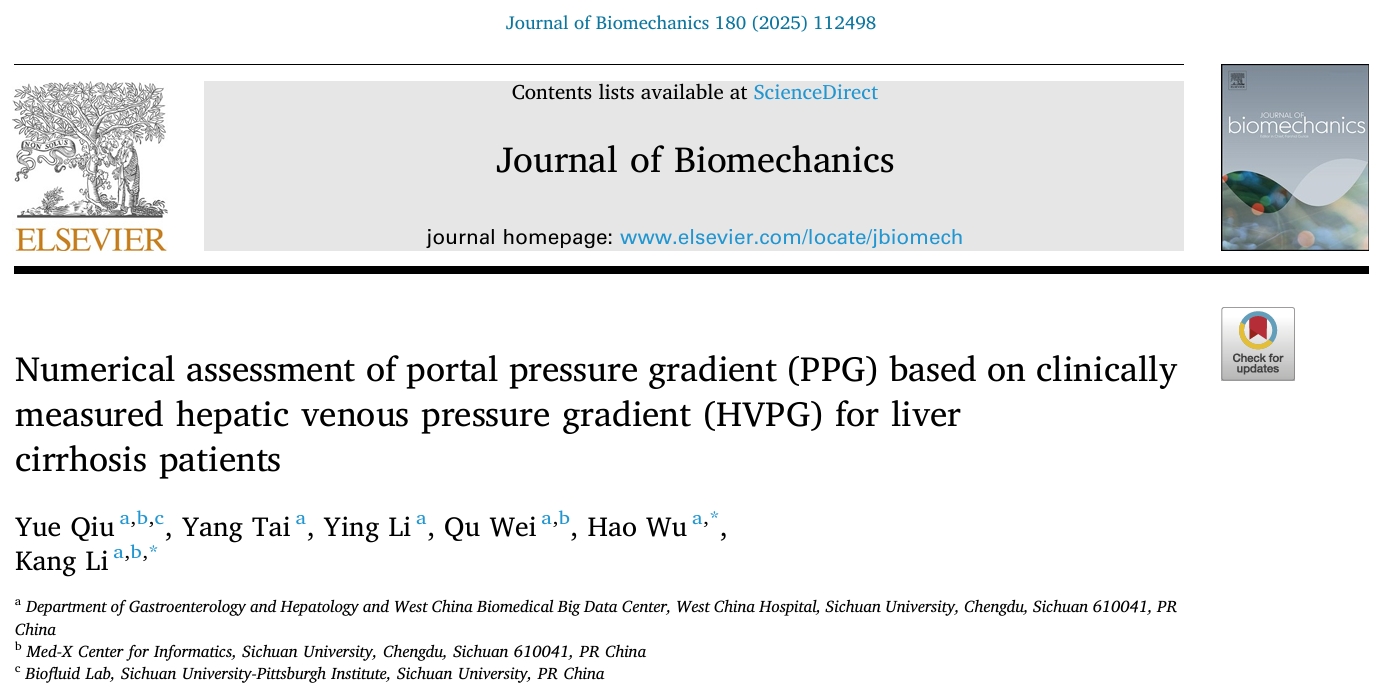 Journal of Biomechanics 180 (2025) 112498
Contents lists available at ScienceDirect
Journal of Biomechanics
journal homepage: www.elsevier.com/locate/jbiomech
NON SOLUS
ELSEVIER
JOURNAL OF
biomechanics
Check for
updates
Numerical assessment of portal pressure gradient (PPG) based on clinically
measured hepatic venous pressure gradient (HVPG) for liver
cirrhosis patients
Yue Qiu a,b,c, Yang Tai a, Ying Li a, Qu Wei a,b, Hao Wu a,*,
Kang Li a,b,*
a Department of Gastroenterology and Hepatology and West China Biomedical Big Data Center, West China Hospital, Sichuan University, Chengdu, Sichuan 610041, PR
China
b Med-X Center for Informatics, Sichuan University, Chengdu, Sichuan 610041, PR China
c Biofluid Lab, Sichuan University-Pittsburgh Institute, Sichuan University, PR China